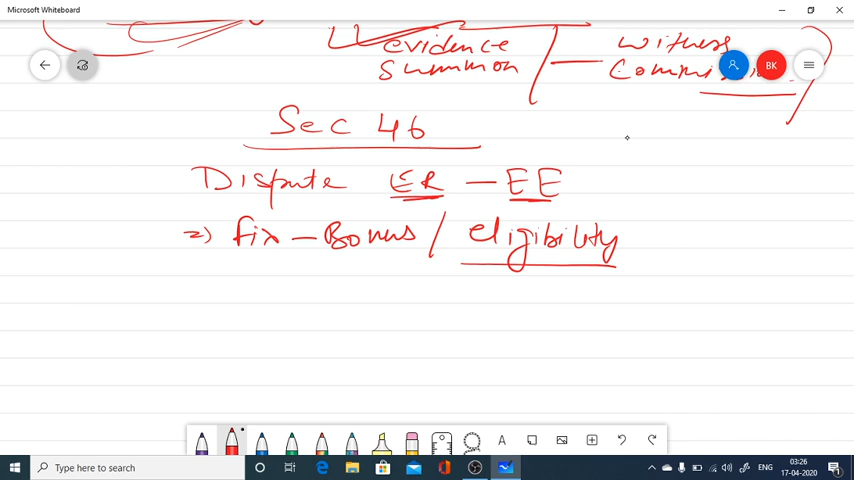 Microsoft Whiteboard
evidence witness
Summon
BK
Sec 46
Dispute ER - EE
=> fix - Bonus / eligibility
A
Type here to search
ENG
03:26
17-04-2020